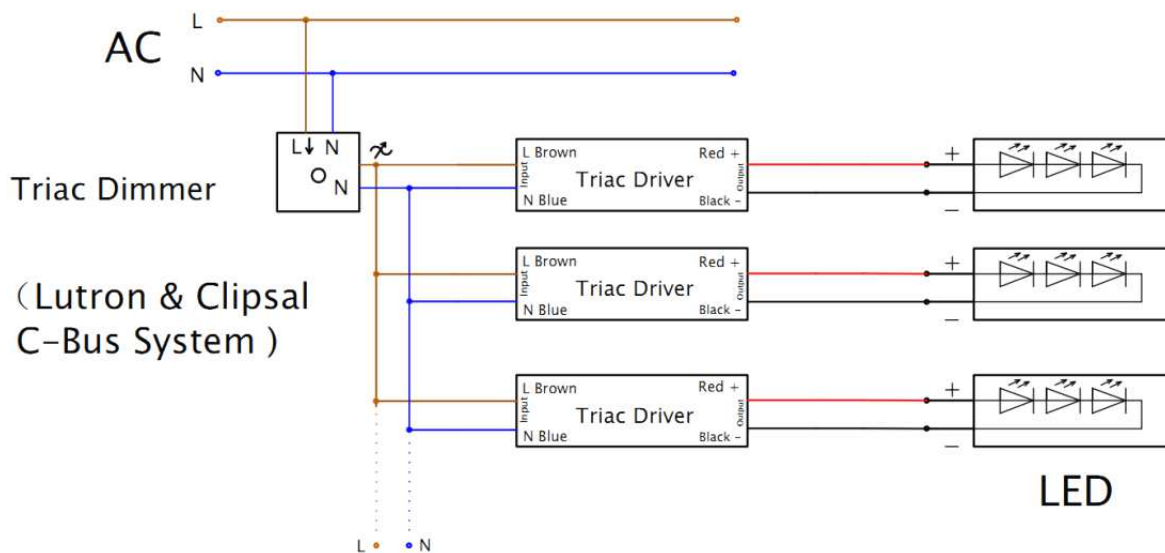 L
AC
N
L N
N
Triac Dimmer
（Lutron & Clipsal
C-Bus System )
L Brown
Input
N Blue
Triac Driver
Red +
Output
Black -
+
−
L Brown
Input
N Blue
Triac Driver
Red +
Output
Black -
+
−
L Brown
Input
N Blue
Triac Driver
Red +
Output
Black -
+
−
LED
L N